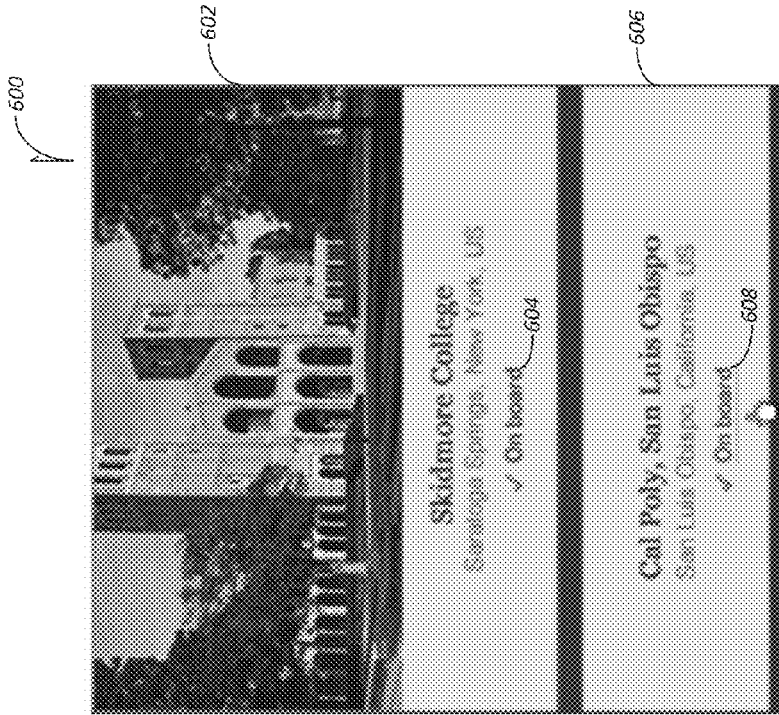 600
602
Skidmore College
Saratoga Springs, New York, US
✓ On board
604
606
Cal Poly, San Luis Obispo
San Luis Obispo, California, US
✓ On board
608